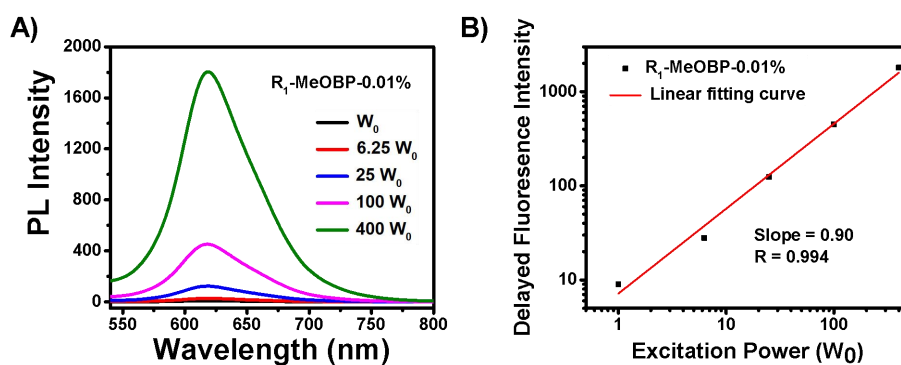 A)
PL Intensity
2000
1600
1200
800
400
0
R1-MeOBP-0.01%
W0
6.25 W0
25 W0
100 W0
400 W0
550 600 650 700 750 800
Wavelength (nm)
B)
Delayed Fluorescence Intensity
1000
100
10
R1-MeOBP-0.01%
Linear fitting curve
Slope = 0.90
R = 0.994
1 10 100
Excitation Power (W0)